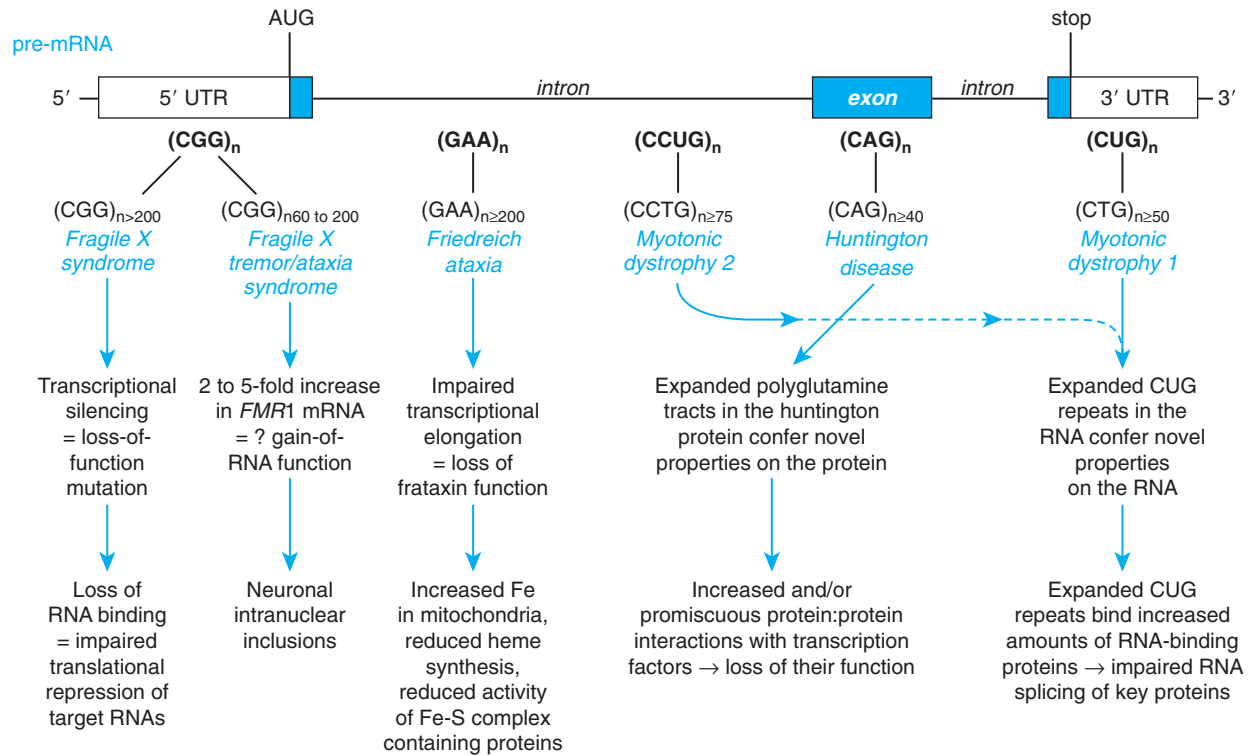 AUG
stop
pre-mRNA
5′
5′ UTR
intron
exon
intron
3′ UTR
3′
(CGG)n
(GAA)n
(CCUG)n
(CAG)n
(CUG)n
(CGG)n>200
Fragile X
syndrome
(CGG)n60 to 200
Fragile X
tremor/ataxia
syndrome
(GAA)n≥200
Friedreich
ataxia
(CCTG)n≥75
Myotonic
dystrophy 2
(CAG)n≥40
Huntington
disease
(CTG)n≥50
Myotonic
dystrophy 1
Transcriptional
silencing
= loss-of-
function
mutation
2 to 5-fold increase
in FMR1 mRNA
= ? gain-of-
RNA function
Impaired
transcriptional
elongation
= loss of
frataxin function
Expanded polyglutamine
tracts in the huntington
protein confer novel
properties on the protein
Expanded CUG
repeats in the
RNA confer novel
properties
on the RNA
Loss of
RNA binding
= impaired
translational
repression of
target RNAs
Neuronal
intranuclear
inclusions
Increased Fe
in mitochondria,
reduced heme
synthesis,
reduced activity
of Fe-S complex
containing proteins
Increased and/or
promiscuous protein:protein
interactions with transcription
factors → loss of their function
Expanded CUG
repeats bind increased
amounts of RNA-binding
proteins → impaired RNA
splicing of key proteins